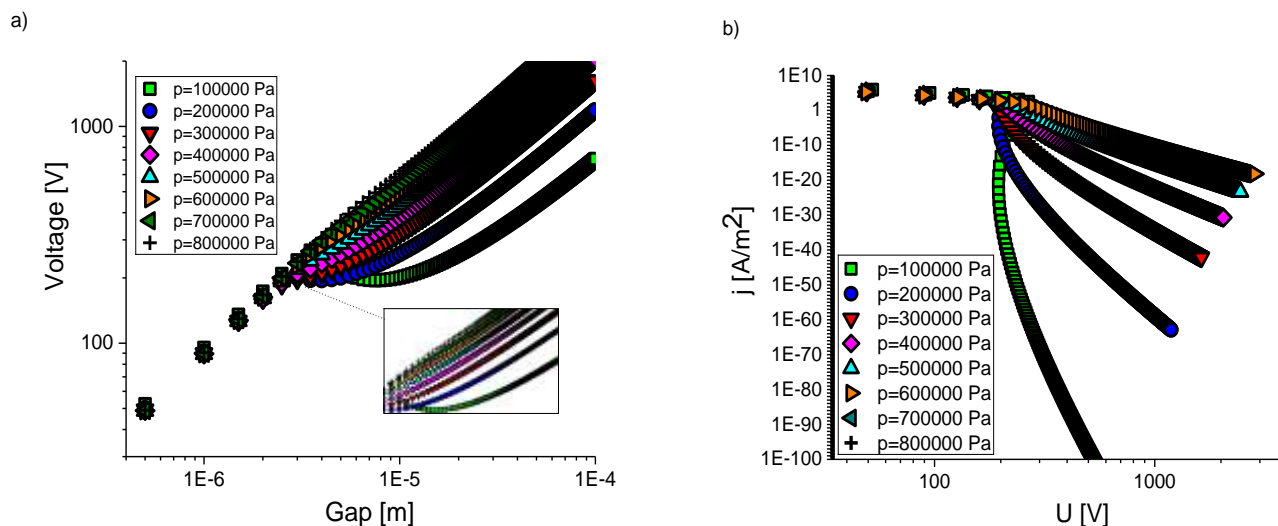 a)
Voltage [V]
1000
100
p=100000 Pa
p=200000 Pa
p=300000 Pa
p=400000 Pa
p=500000 Pa
p=600000 Pa
p=700000 Pa
p=800000 Pa
1E-6
1E-5
1E-4
Gap [m]
b)
j [A/m2]
1E10
1
1E-10
1E-20
1E-30
1E-40
1E-50
1E-60
1E-70
1E-80
1E-90
1E-100
p=100000 Pa
p=200000 Pa
p=300000 Pa
p=400000 Pa
p=500000 Pa
p=600000 Pa
p=700000 Pa
p=800000 Pa
100
1000
U [V]